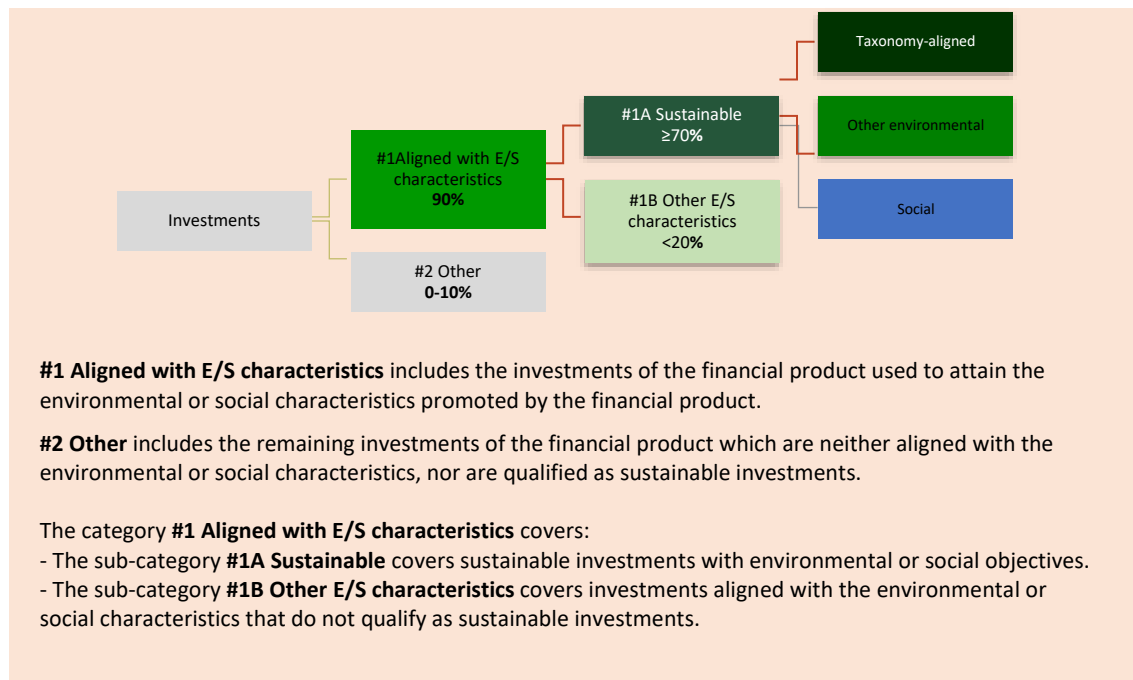 Taxonomy-aligned
#1A Sustainable
≥70%
Other environmental
#1Aligned with E/S
characteristics
90%
#1B Other E/S
characteristics
<20%
Social
Investments
#2 Other
0-10%
#1 Aligned with E/S characteristics includes the investments of the financial product used to attain the
environmental or social characteristics promoted by the financial product.
#2 Other includes the remaining investments of the financial product which are neither aligned with the
environmental or social characteristics, nor are qualified as sustainable investments.
The category #1 Aligned with E/S characteristics covers:
- The sub-category #1A Sustainable covers sustainable investments with environmental or social objectives.
- The sub-category #1B Other E/S characteristics covers investments aligned with the environmental or
social characteristics that do not qualify as sustainable investments.